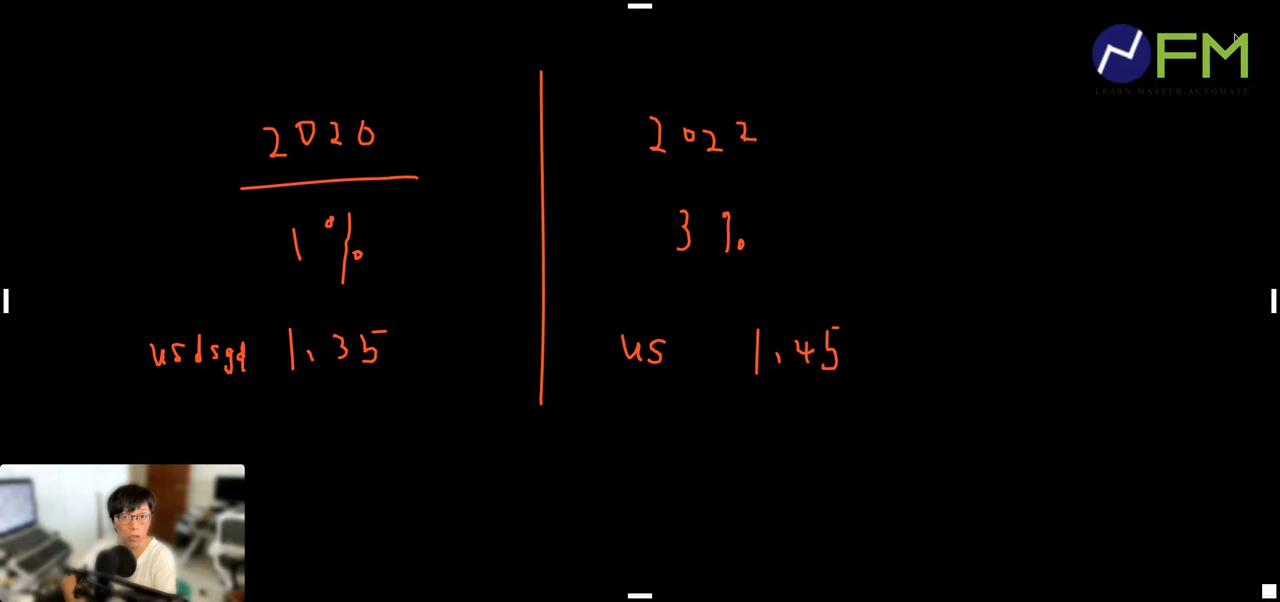 FM
LEARN.MASTER.AUTOMATE
2020
1%
usdsgd 1.35
2022
3%
us 1.45